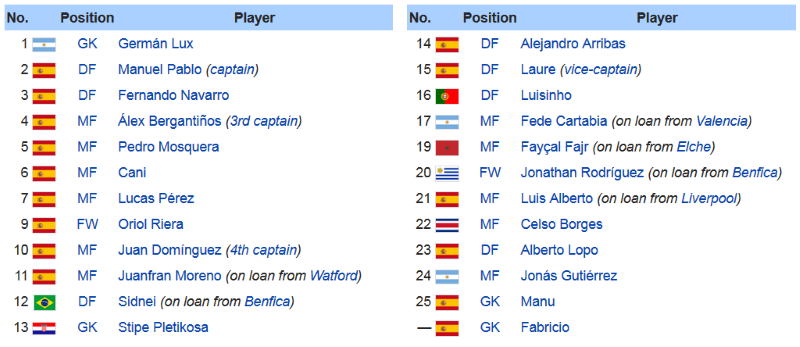 No. Position Player
1 GK Germán Lux
2 DF Manuel Pablo (captain)
3 DF Fernando Navarro
4 MF Álex Bergantiños (3rd captain)
5 MF Pedro Mosquera
6 MF Cani
7 MF Lucas Pérez
9 FW Oriol Riera
10 MF Juan Domínguez (4th captain)
11 MF Juanfran Moreno (on loan from Watford)
12 DF Sidnei (on loan from Benfica)
13 GK Stipe Pletikosa
No. Position Player
14 DF Alejandro Arribas
15 DF Laure (vice-captain)
16 DF Luisinho
17 MF Fede Cartabia (on loan from Valencia)
19 MF Fayçal Fajr (on loan from Elche)
20 FW Jonathan Rodríguez (on loan from Benfica)
21 MF Luis Alberto (on loan from Liverpool)
22 MF Celso Borges
23 DF Alberto Lopo
24 MF Jonás Gutiérrez
25 GK Manu
— GK Fabricio